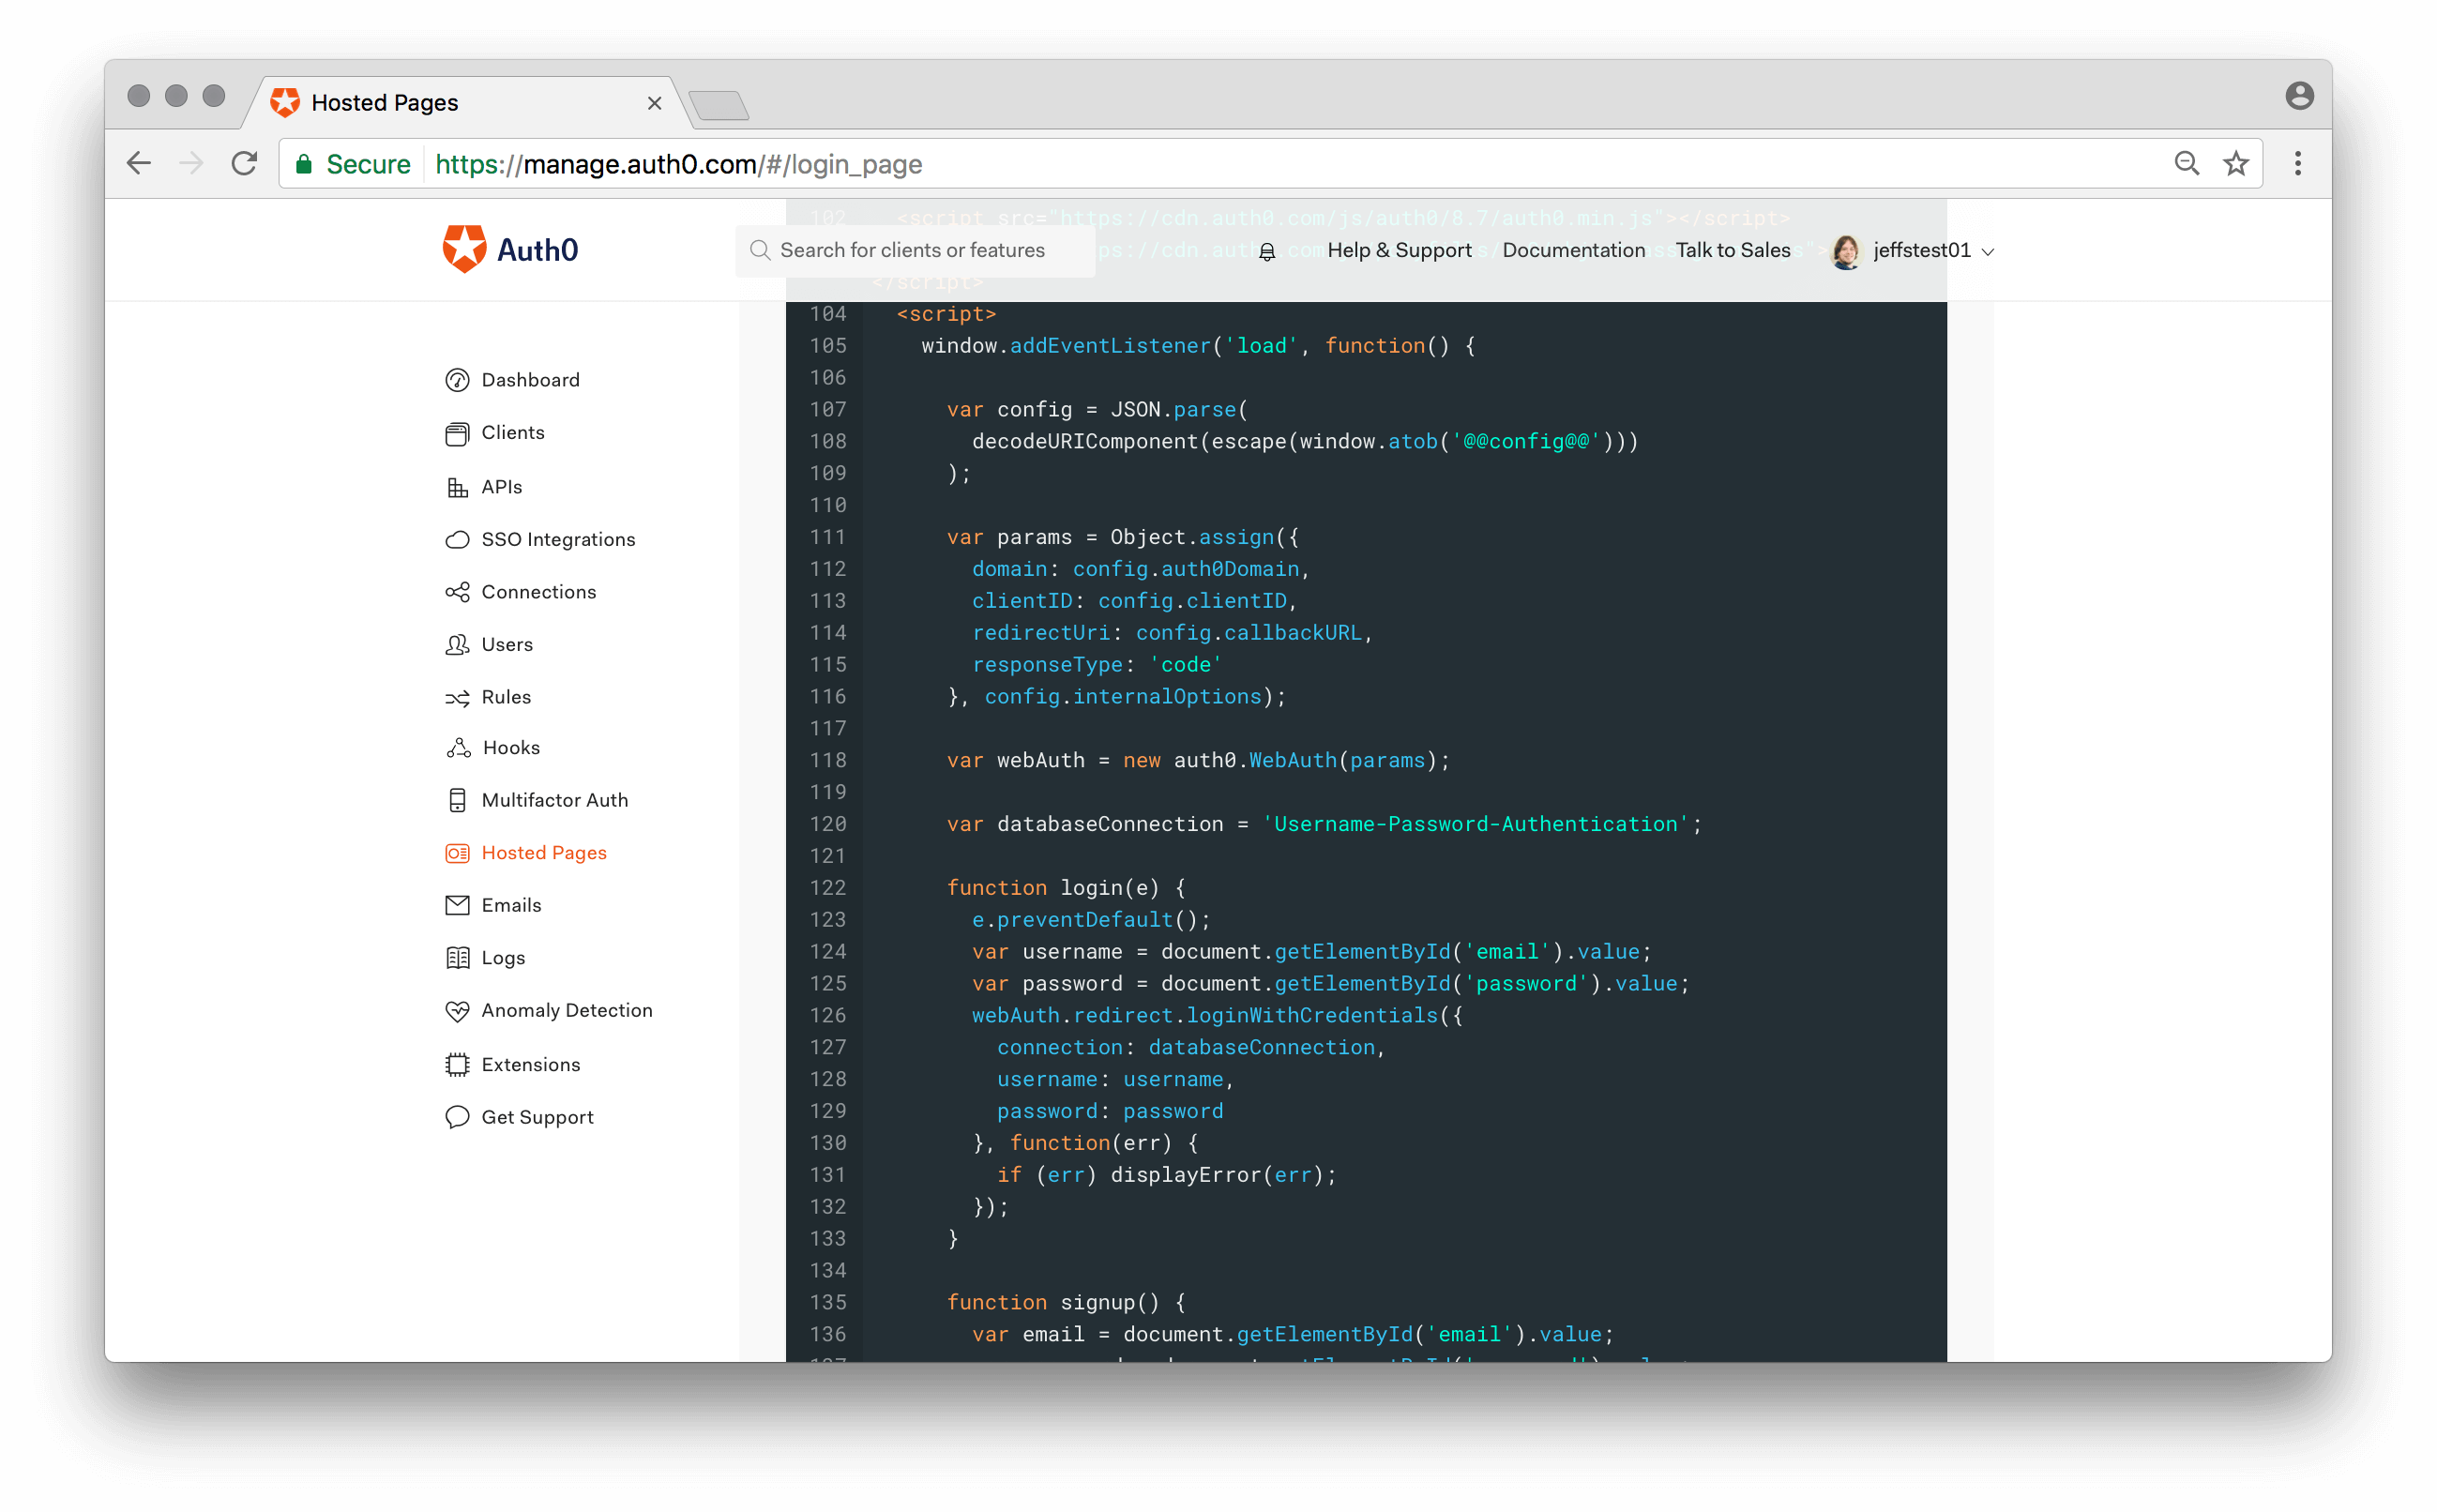 Hosted Pages
Secure
https://manage.auth0.com/#/login_page
Auth0
Search for clients or features
Help & Support
Documentation
Talk to Sales
jeffstest01
Dashboard
Clients
APIs
SSO Integrations
Connections
Users
Rules
Hooks
Multifactor Auth
Hosted Pages
Emails
Logs
Anomaly Detection
Extensions
Get Support
102 <script src="https://cdn.auth0.com/js/auth0/8.7/auth0.min.js"></script>
</script>
104 <script>
105 window.addEventListener('load', function() {
106
107 var config = JSON.parse(
108 decodeURIComponent(escape(window.atob('@@config@@')))
109 );
110
111 var params = Object.assign({
112 domain: config.auth0Domain,
113 clientID: config.clientID,
114 redirectUri: config.callbackURL,
115 responseType: 'code'
116 }, config.internalOptions);
117
118 var webAuth = new auth0.WebAuth(params);
119
120 var databaseConnection = 'Username-Password-Authentication';
121
122 function login(e) {
123 e.preventDefault();
124 var username = document.getElementById('email').value;
125 var password = document.getElementById('password').value;
126 webAuth.redirect.loginWithCredentials({
127 connection: databaseConnection,
128 username: username,
129 password: password
130 }, function(err) {
131 if (err) displayError(err);
132 });
133 }
134
135 function signup() {
136 var email = document.getElementById('email').value;